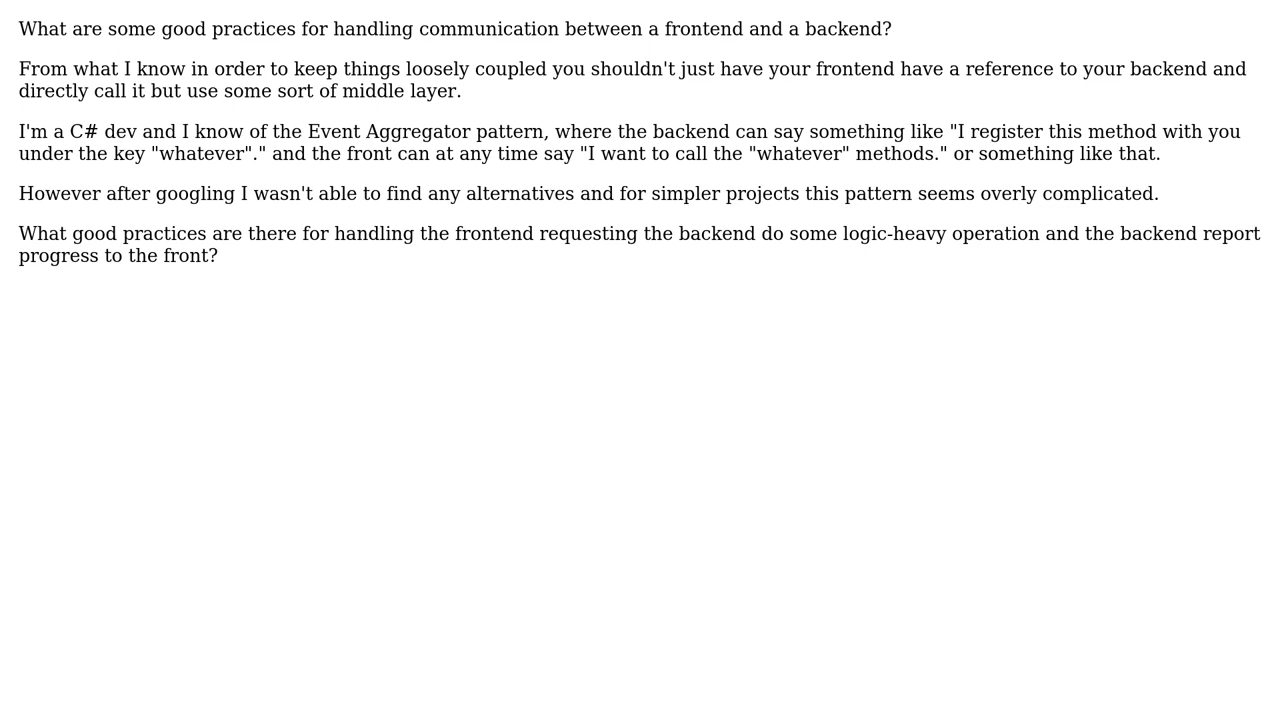 What are some good practices for handling communication between a frontend and a backend?
From what I know in order to keep things loosely coupled you shouldn't just have your frontend have a reference to your backend and
directly call it but use some sort of middle layer.
I'm a C# dev and I know of the Event Aggregator pattern, where the backend can say something like "I register this method with you
under the key "whatever"." and the front can at any time say "I want to call the "whatever" methods." or something like that.
However after googling I wasn't able to find any alternatives and for simpler projects this pattern seems overly complicated.
What good practices are there for handling the frontend requesting the backend do some logic-heavy operation and the backend report
progress to the front?